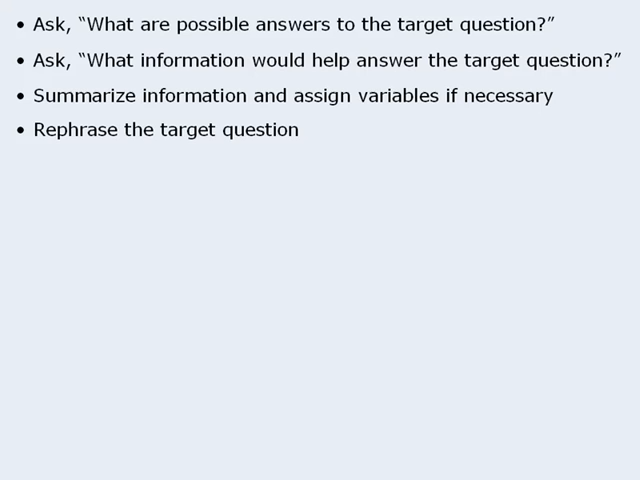 • Ask, “What are possible answers to the target question?”
• Ask, “What information would help answer the target question?”
• Summarize information and assign variables if necessary
• Rephrase the target question